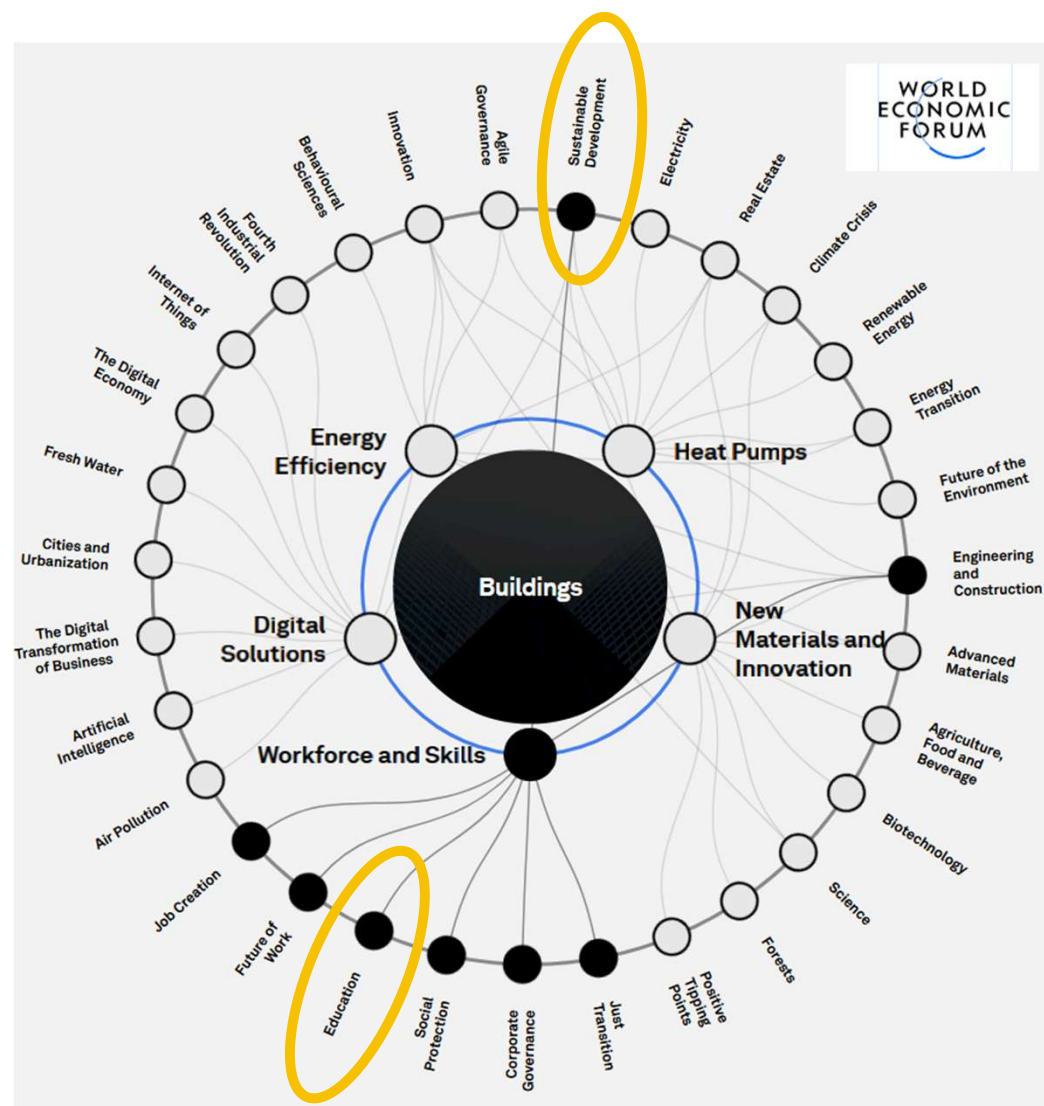 WORLD
ECONOMIC
FORUM
Sustainable
Development
Electricity
Real Estate
Climate Crisis
Renewable
Energy
Energy
Transition
Future of the
Environment
Engineering
and
Construction
Advanced
Materials
Agriculture,
Food and
Beverage
Biotechnology
Science
Forests
Positive
Tipping
Points
Just
Transition
Corporate
Governance
Social
Protection
Education
Future of
Work
Job Creation
Air Pollution
Artificial
Intelligence
The Digital
Transformation
of Business
Cities and
Urbanization
Fresh Water
The Digital
Economy
Internet of
Things
Fourth
Industrial
Revolution
Behavioural
Sciences
Innovation
Agile
Governance
Energy
Efficiency
Heat Pumps
Buildings
Digital
Solutions
New
Materials and
Innovation
Workforce and Skills